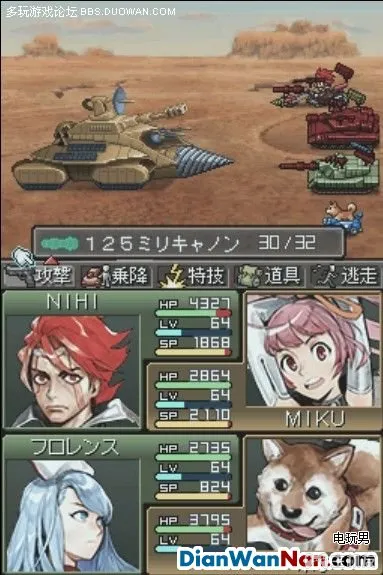 多玩游戏论坛 BBS.DUOWAN.COM
125ミリキャノン 30/32
攻撃 乗降 特技 道具 逃走
NIHI
HP 4327
LV 64
SP 1868
HP 2864
LV 64
SP 2110
MIKU
フロレンス
HP 2735
LV 64
SP 824
HP 3795
LV 64
电玩男
DianWanNan.com